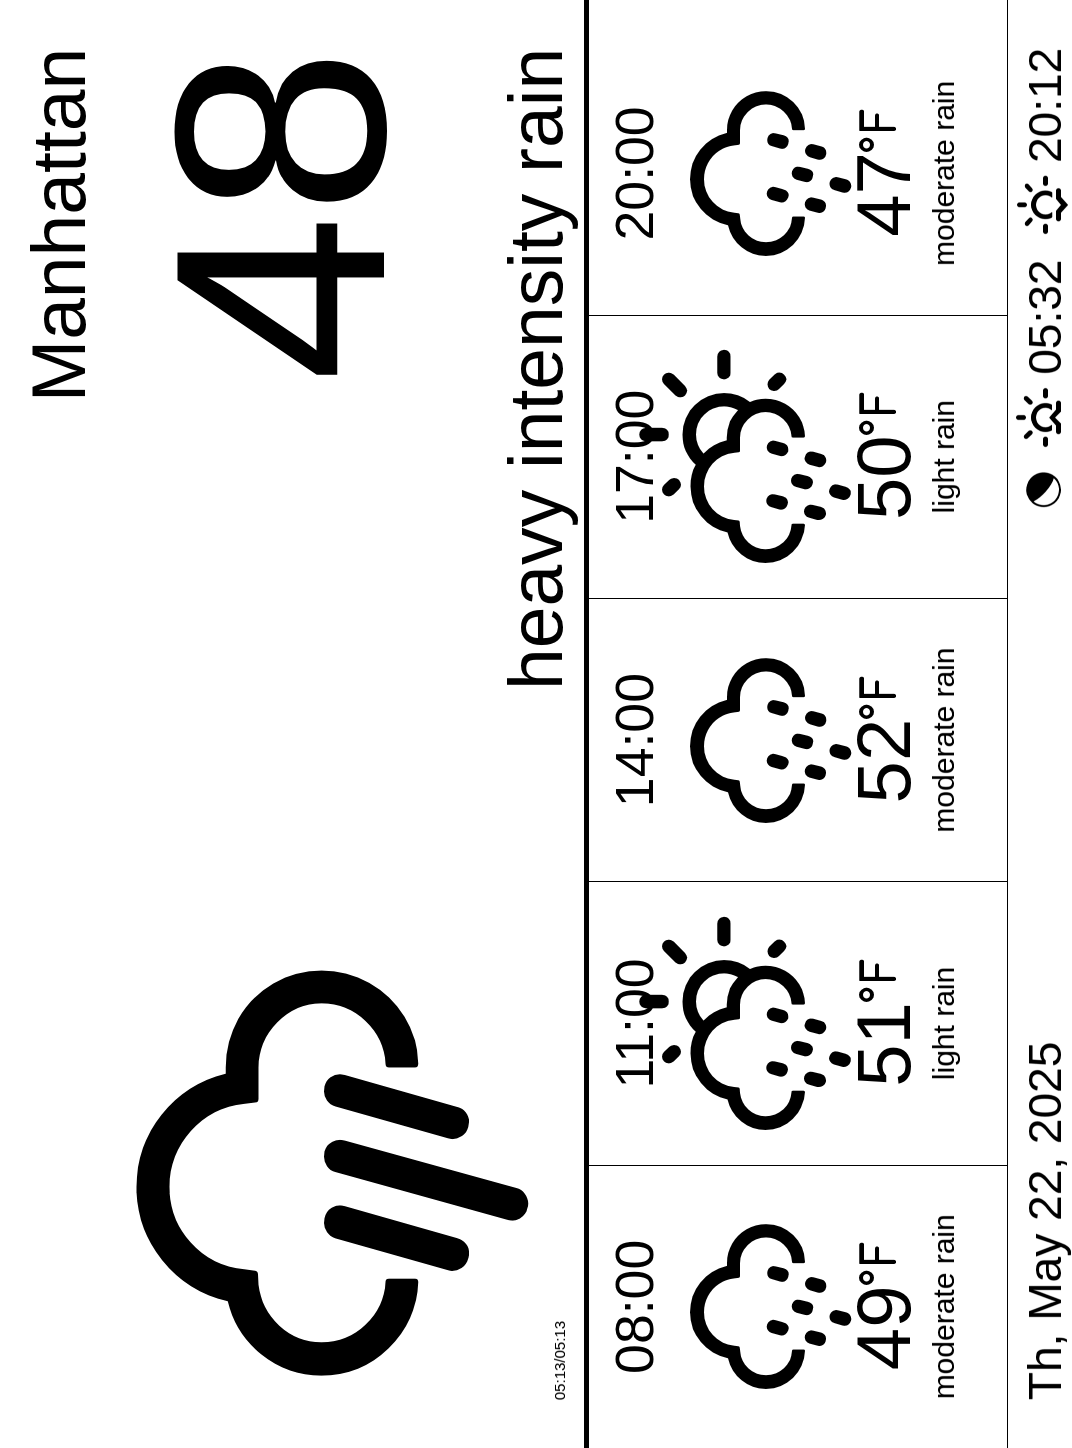 Manhattan
48
heavy intensity rain
05:13/05:13
08:00
49°F
moderate rain
11:00
51°F
light rain
14:00
52°F
moderate rain
17:00
50°F
light rain
20:00
47°F
moderate rain
Th, May 22, 2025
05:32
20:12